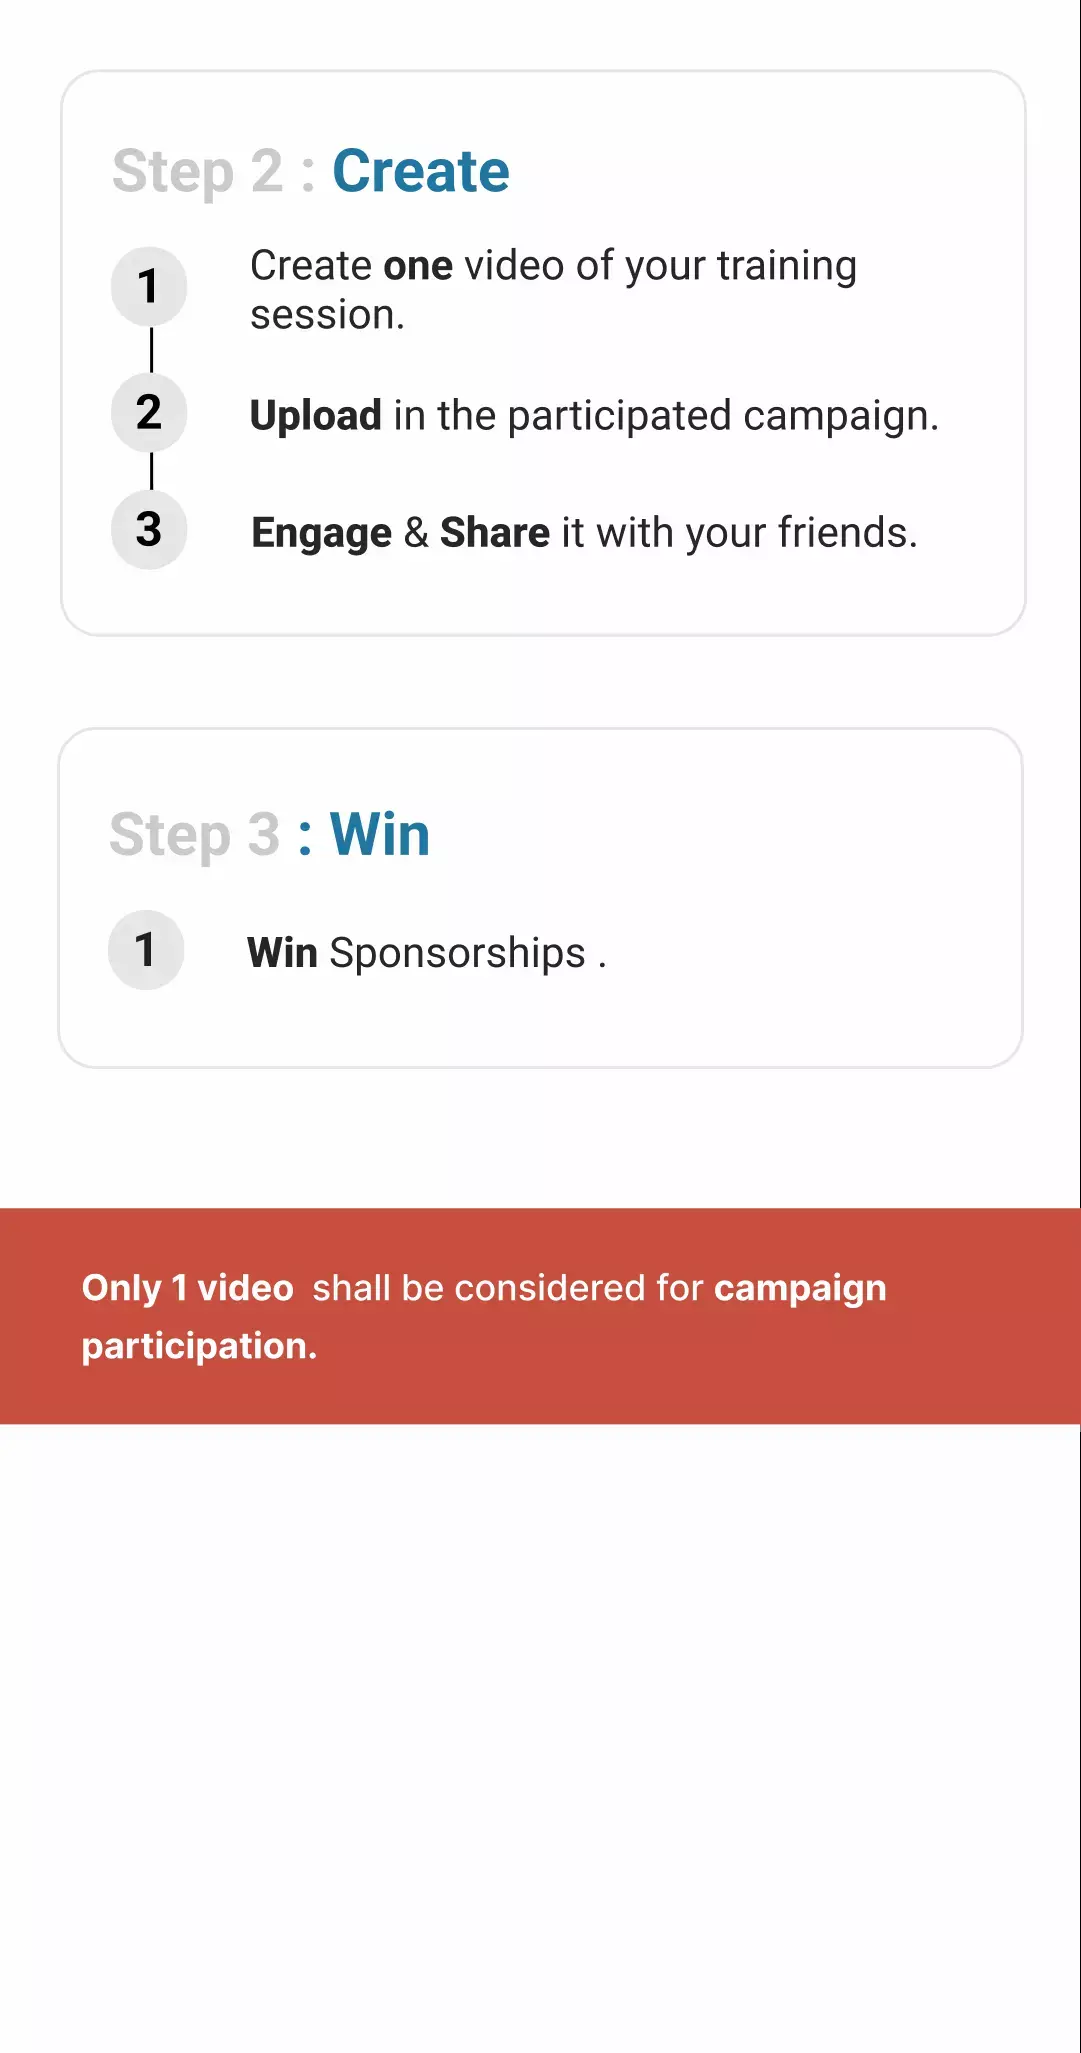 Step 2 : Create
1
Create one video of your training
session.
2
Upload in the participated campaign.
3
Engage & Share it with your friends.
Step 3 : Win
1
Win Sponsorships .
Only 1 video shall be considered for campaign
participation.